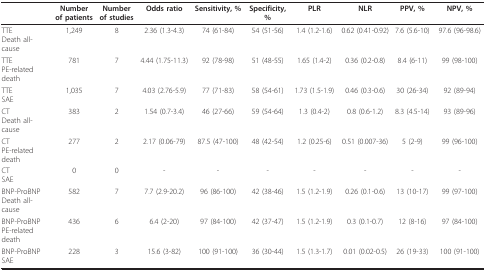 Number of patients Number of studies Odds ratio Sensitivity, % Specificity, % PLR NLR PPV, % NPV, %
TTE Death all-cause 1,249 8 2.36 (1.3-4.3) 74 (61-84) 54 (51-56) 1.4 (1.2-1.6) 0.62 (0.41-0.92) 7.6 (5.6-10) 97.6 (96-98.6)
TTE PE-related death 781 7 4.44 (1.75-11.3) 92 (78-98) 51 (48-55) 1.65 (1.4-2) 0.36 (0.2-0.8) 8.4 (6-11) 99 (98-100)
TTE SAE 1,035 7 4.03 (2.76-5.9) 77 (71-83) 58 (54-61) 1.73 (1.5-1.9) 0.46 (0.3-0.6) 30 (26-34) 92 (89-94)
CT Death all-cause 383 2 1.54 (0.7-3.4) 46 (27-66) 59 (54-64) 1.3 (0.4-2) 0.8 (0.6-1.2) 8.3 (4.5-14) 93 (89-96)
CT PE-related death 277 2 2.17 (0.06-79) 87.5 (47-100) 48 (42-54) 1.2 (0.25-6) 0.51 (0.007-36) 5 (2-9) 99 (96-100)
CT SAE 0 0 - - - - - - -
BNP-ProBNP Death all-cause 582 7 7.7 (2.9-20.2) 96 (86-100) 42 (38-46) 1.5 (1.2-1.9) 0.26 (0.1-0.6) 13 (10-17) 99 (97-100)
BNP-ProBNP PE-related death 436 6 6.4 (2-20) 97 (84-100) 42 (37-47) 1.5 (1.2-1.9) 0.3 (0.1-0.7) 12 (8-16) 97 (84-100)
BNP-ProBNP SAE 228 3 15.6 (3-82) 100 (91-100) 36 (30-44) 1.5 (1.3-1.7) 0.01 (0.02-0.5) 26 (19-33) 100 (91-100)